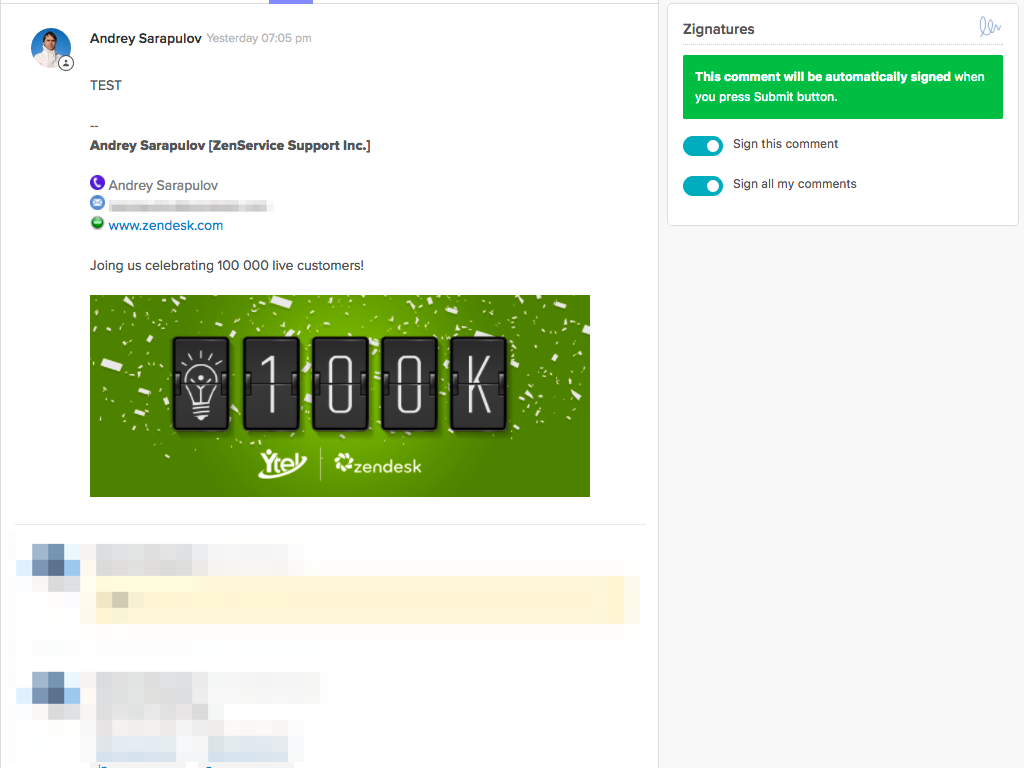 Andrey Sarapulov Yesterday 07:05 pm
TEST
--
Andrey Sarapulov [ZenService Support Inc.]
Andrey Sarapulov
www.zendesk.com
Joing us celebrating 100 000 live customers!
100K
Ytel zendesk
Zignatures
This comment will be automatically signed when
you press Submit button.
Sign this comment
Sign all my comments